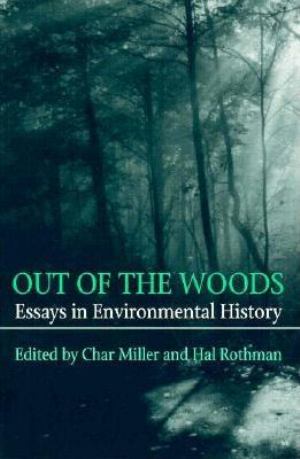 OUT OF THE WOODS
Essays in Environmental History
Edited by Char Miller and Hal Rothman